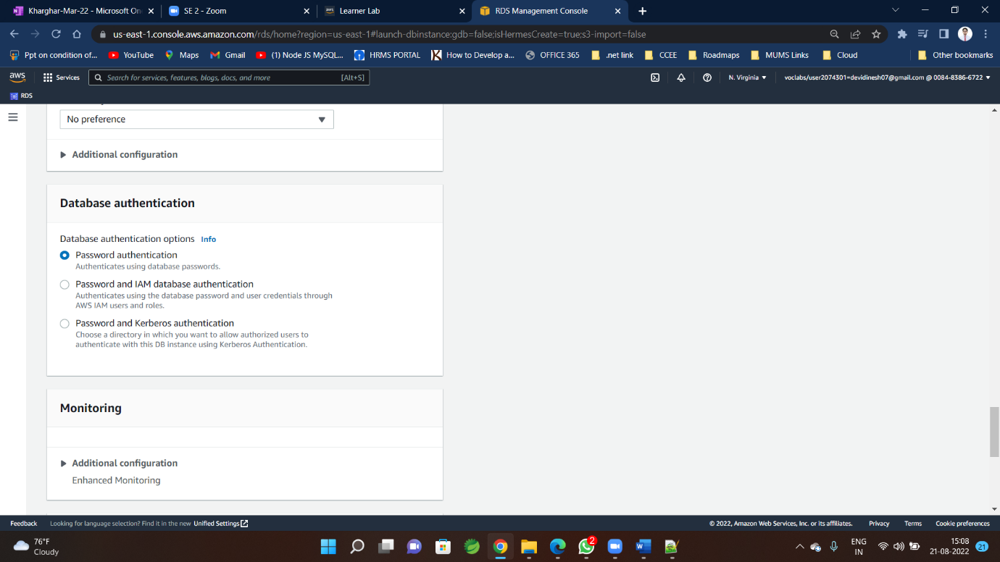 Kharghar-Mar-22 - Microsoft On
SE 2 - Zoom
aws
Learner Lab
RDS Management Console
us-east-1.console.aws.amazon.com/rds/home?region=us-east-1#launch-dbinstance:gdb=false;isHermesCreate=true;s3-import=false
Ppt on condition of...
YouTube
Maps
Gmail
(1) Node JS MySQL...
HRMS PORTAL
How to Develop a...
OFFICE 365
.net link
CCEE
Roadmaps
MUMS Links
Cloud
Other bookmarks
aws
Services
Search for services, features, blogs, docs, and more
[Alt+S]
N. Virginia
voclabs/user2074301=devidinesh07@gmail.com @ 0084-8386-6722
RDS
No preference
Additional configuration
Database authentication
Database authentication options Info
Password authentication
Authenticates using database passwords.
Password and IAM database authentication
Authenticates using the database password and user credentials through
AWS IAM users and roles.
Password and Kerberos authentication
Choose a directory in which you want to allow authorized users to
authenticate with this DB instance using Kerberos Authentication.
Monitoring
Additional configuration
Enhanced Monitoring
Feedback
Looking for language selection? Find it in the new Unified Settings
© 2022, Amazon Web Services, Inc. or its affiliates.
Privacy
Terms
Cookie preferences
76°F
Cloudy
2
ENG
IN
15:08
21-08-2022
21